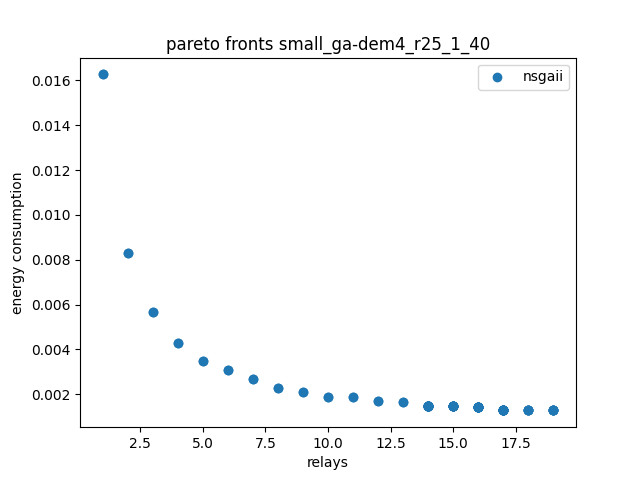 pareto fronts small_ga-dem4_r25_1_40
nsgaii
0.016
0.014
0.012
0.010
0.008
0.006
0.004
0.002
energy consumption
2.5 5.0 7.5 10.0 12.5 15.0 17.5
relays